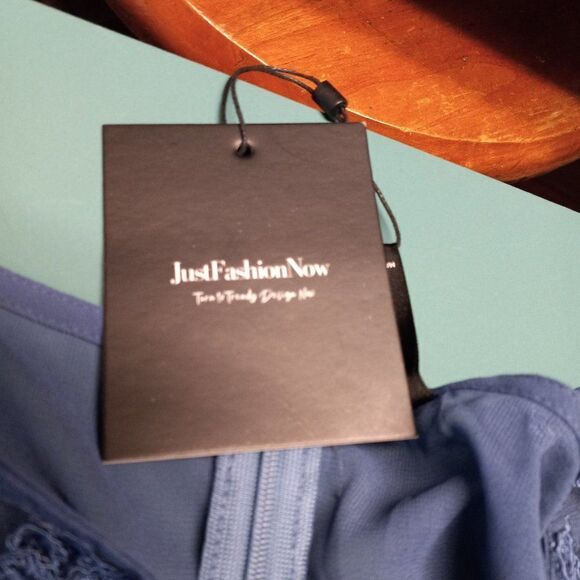 JustFashionNow
Turn to Trendy Design Now